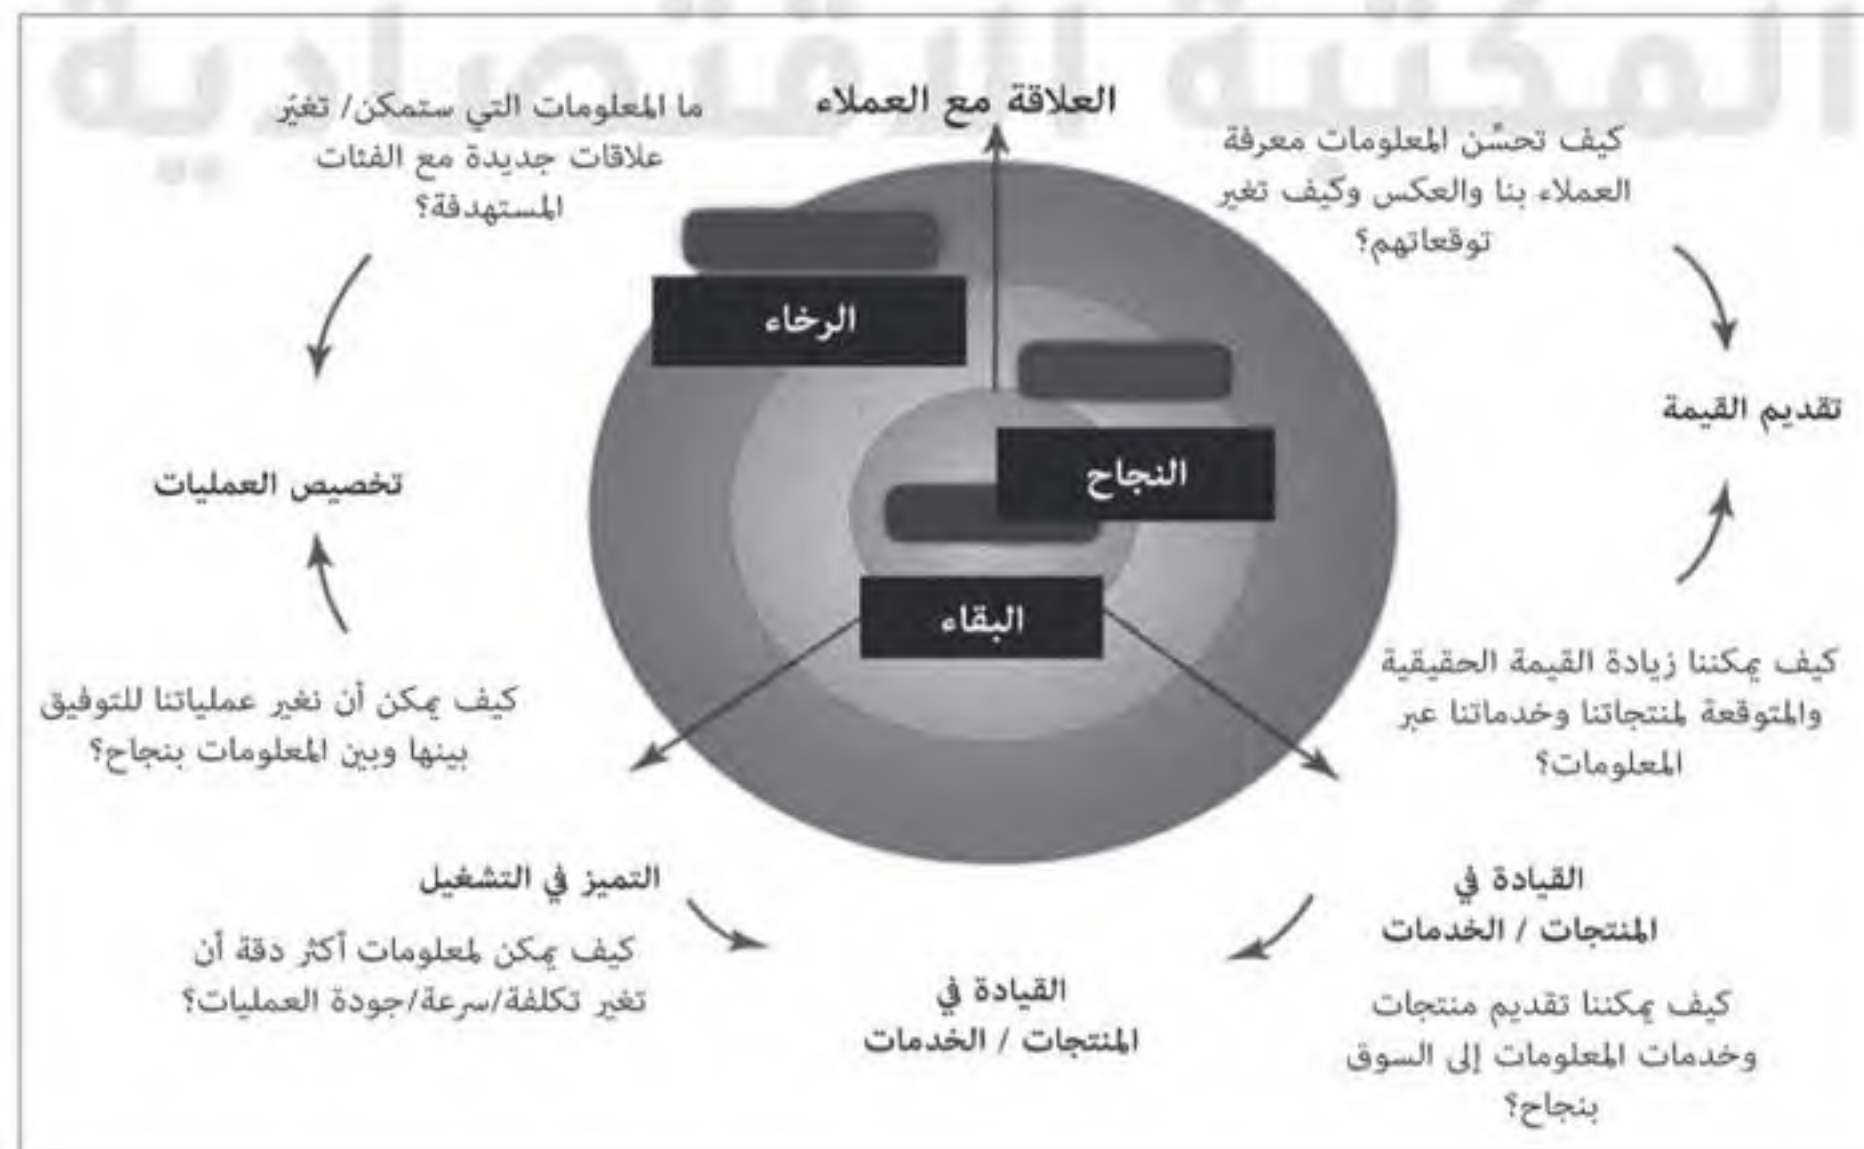 المكتبة الاقتصادية
العلاقة مع العملاء
كيف تحسِّن المعلومات معرفة
العملاء بنا والعكس وكيف تغير
توقعاتهم؟
ما المعلومات التي ستمكن/ تغيّر
علاقات جديدة مع الفئات
المستهدفة؟
الرخاء
النجاح
البقاء
تقديم القيمة
تخصيص العمليات
كيف يمكننا زيادة القيمة الحقيقية
والمتوقعة لمنتجاتنا وخدماتنا عبر
المعلومات؟
كيف يمكن أن نغير عملياتنا للتوفيق
بينها وبين المعلومات بنجاح؟
القيادة في
المنتجات / الخدمات
كيف يمكننا تقديم منتجات
وخدمات المعلومات إلى السوق
بنجاح؟
القيادة في
المنتجات / الخدمات
التميز في التشغيل
كيف يمكن لمعلومات أكثر دقة أن
تغير تكلفة/سرعة/جودة العمليات؟